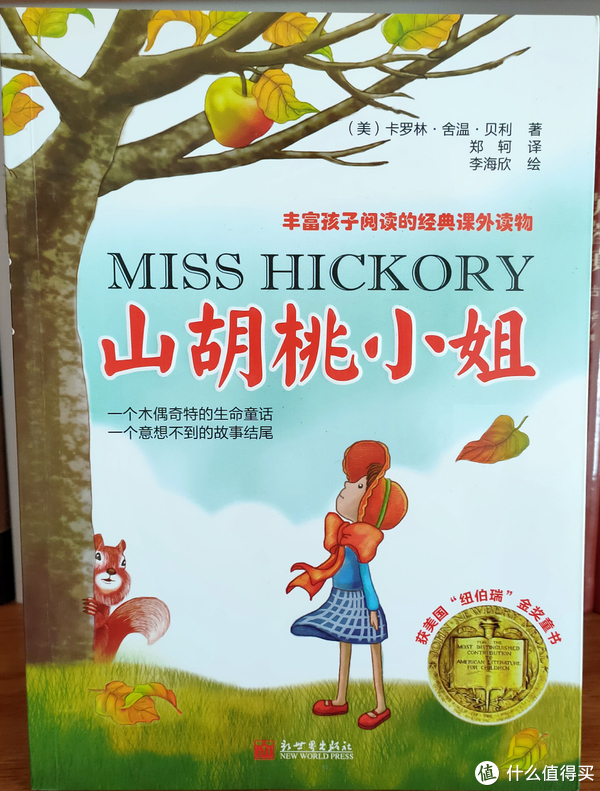 （美）卡罗林·舍温·贝利 著
郑 轲 译
李海欣 绘
丰富孩子阅读的经典课外读物
MISS HICKORY
山胡桃小姐
一个木偶奇特的生命童话
一个意想不到的故事结尾
获美国“纽伯瑞”金奖童书
FOR THE
MOST DISTINGUISHED
CONTRIBUTION
TO
AMERICAN LITERATURE
FOR CHILDREN
新世界出版社
NEW WORLD PRESS
值 什么值得买